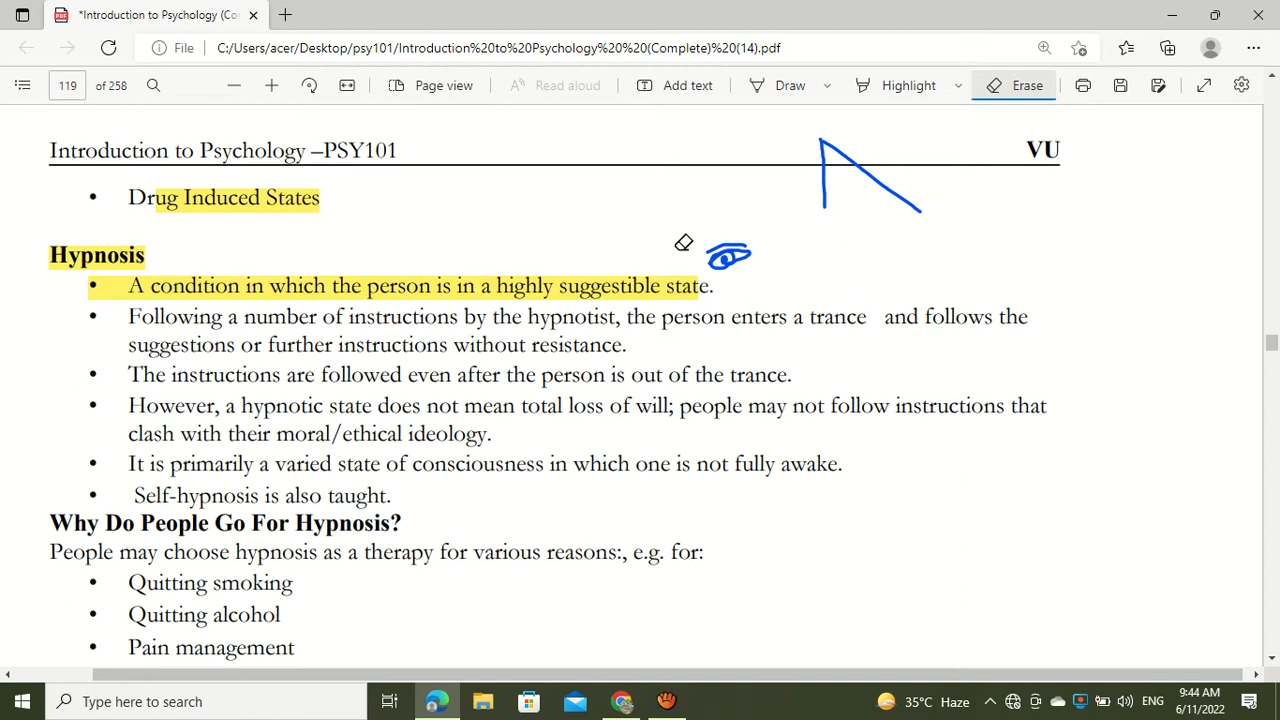 *Introduction to Psychology (Co
File
C:/Users/acer/Desktop/psy101/Introduction%20to%20Psychology%20%20(Complete)%20(14).pdf
119 of 258
Page view
Read aloud
Add text
Draw
Highlight
Erase
Introduction to Psychology –PSY101 VU
• Drug Induced States
Hypnosis
• A condition in which the person is in a highly suggestible state.
• Following a number of instructions by the hypnotist, the person enters a trance and follows the
suggestions or further instructions without resistance.
• The instructions are followed even after the person is out of the trance.
• However, a hypnotic state does not mean total loss of will; people may not follow instructions that
clash with their moral/ethical ideology.
• It is primarily a varied state of consciousness in which one is not fully awake.
• Self-hypnosis is also taught.
Why Do People Go For Hypnosis?
People may choose hypnosis as a therapy for various reasons:, e.g. for:
• Quitting smoking
• Quitting alcohol
• Pain management
Type here to search
35°C Haze
ENG
9:44 AM
6/11/2022